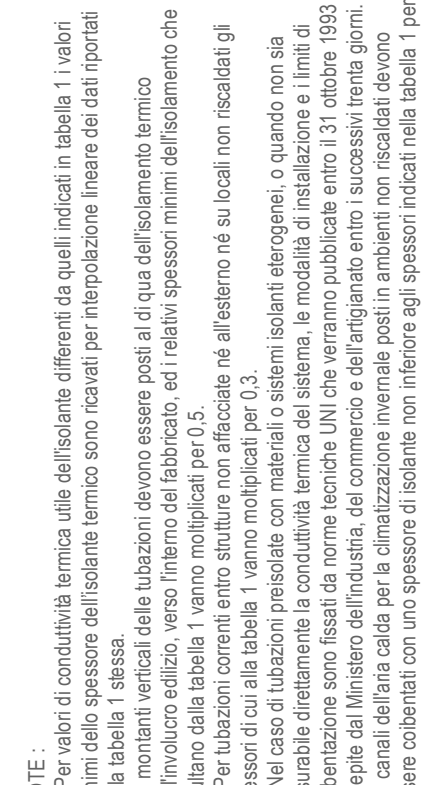 OTE :
Per valori di conduttività termica utile dell'isolante differenti da quelli indicati in tabella 1 i valori
nimi dello spessore dell'isolante termico sono ricavati per interpolazione lineare dei dati riportati
la tabella 1 stessa.
montanti verticali delle tubazioni devono essere posti al di qua dell'isolamento termico
l'involucro edilizio, verso l'interno del fabbricato, ed i relativi spessori minimi dell'isolamento che
ultano dalla tabella 1 vanno moltiplicati per 0,5.
Per tubazioni correnti entro stutture non affacciate né all'esterno né su locali non riscaldati gli
essori di cui alla tabella 1 vanno moltiplicati per 0,3.
Nel caso di tubazioni preisolate con materiali o sistemi isolanti eterogenei, o quando non sia
surabile direttamente la conduttività termica del sistema, le modalità di installazione e i limiti di
bentazione sono fissati da norme tecniche UNI che verranno pubblicate entro il 31 ottobre 1993
epite dal Ministero dell'industria, del commercio e dell'artigianato entro i successivi trenta giorni.
canali dell'aria calda per la climatizzazione invernale posti in ambienti non riscaldati devono
sere coibentati con uno spessore di isolante non inferiore agli spessori indicati nella tabella 1 per